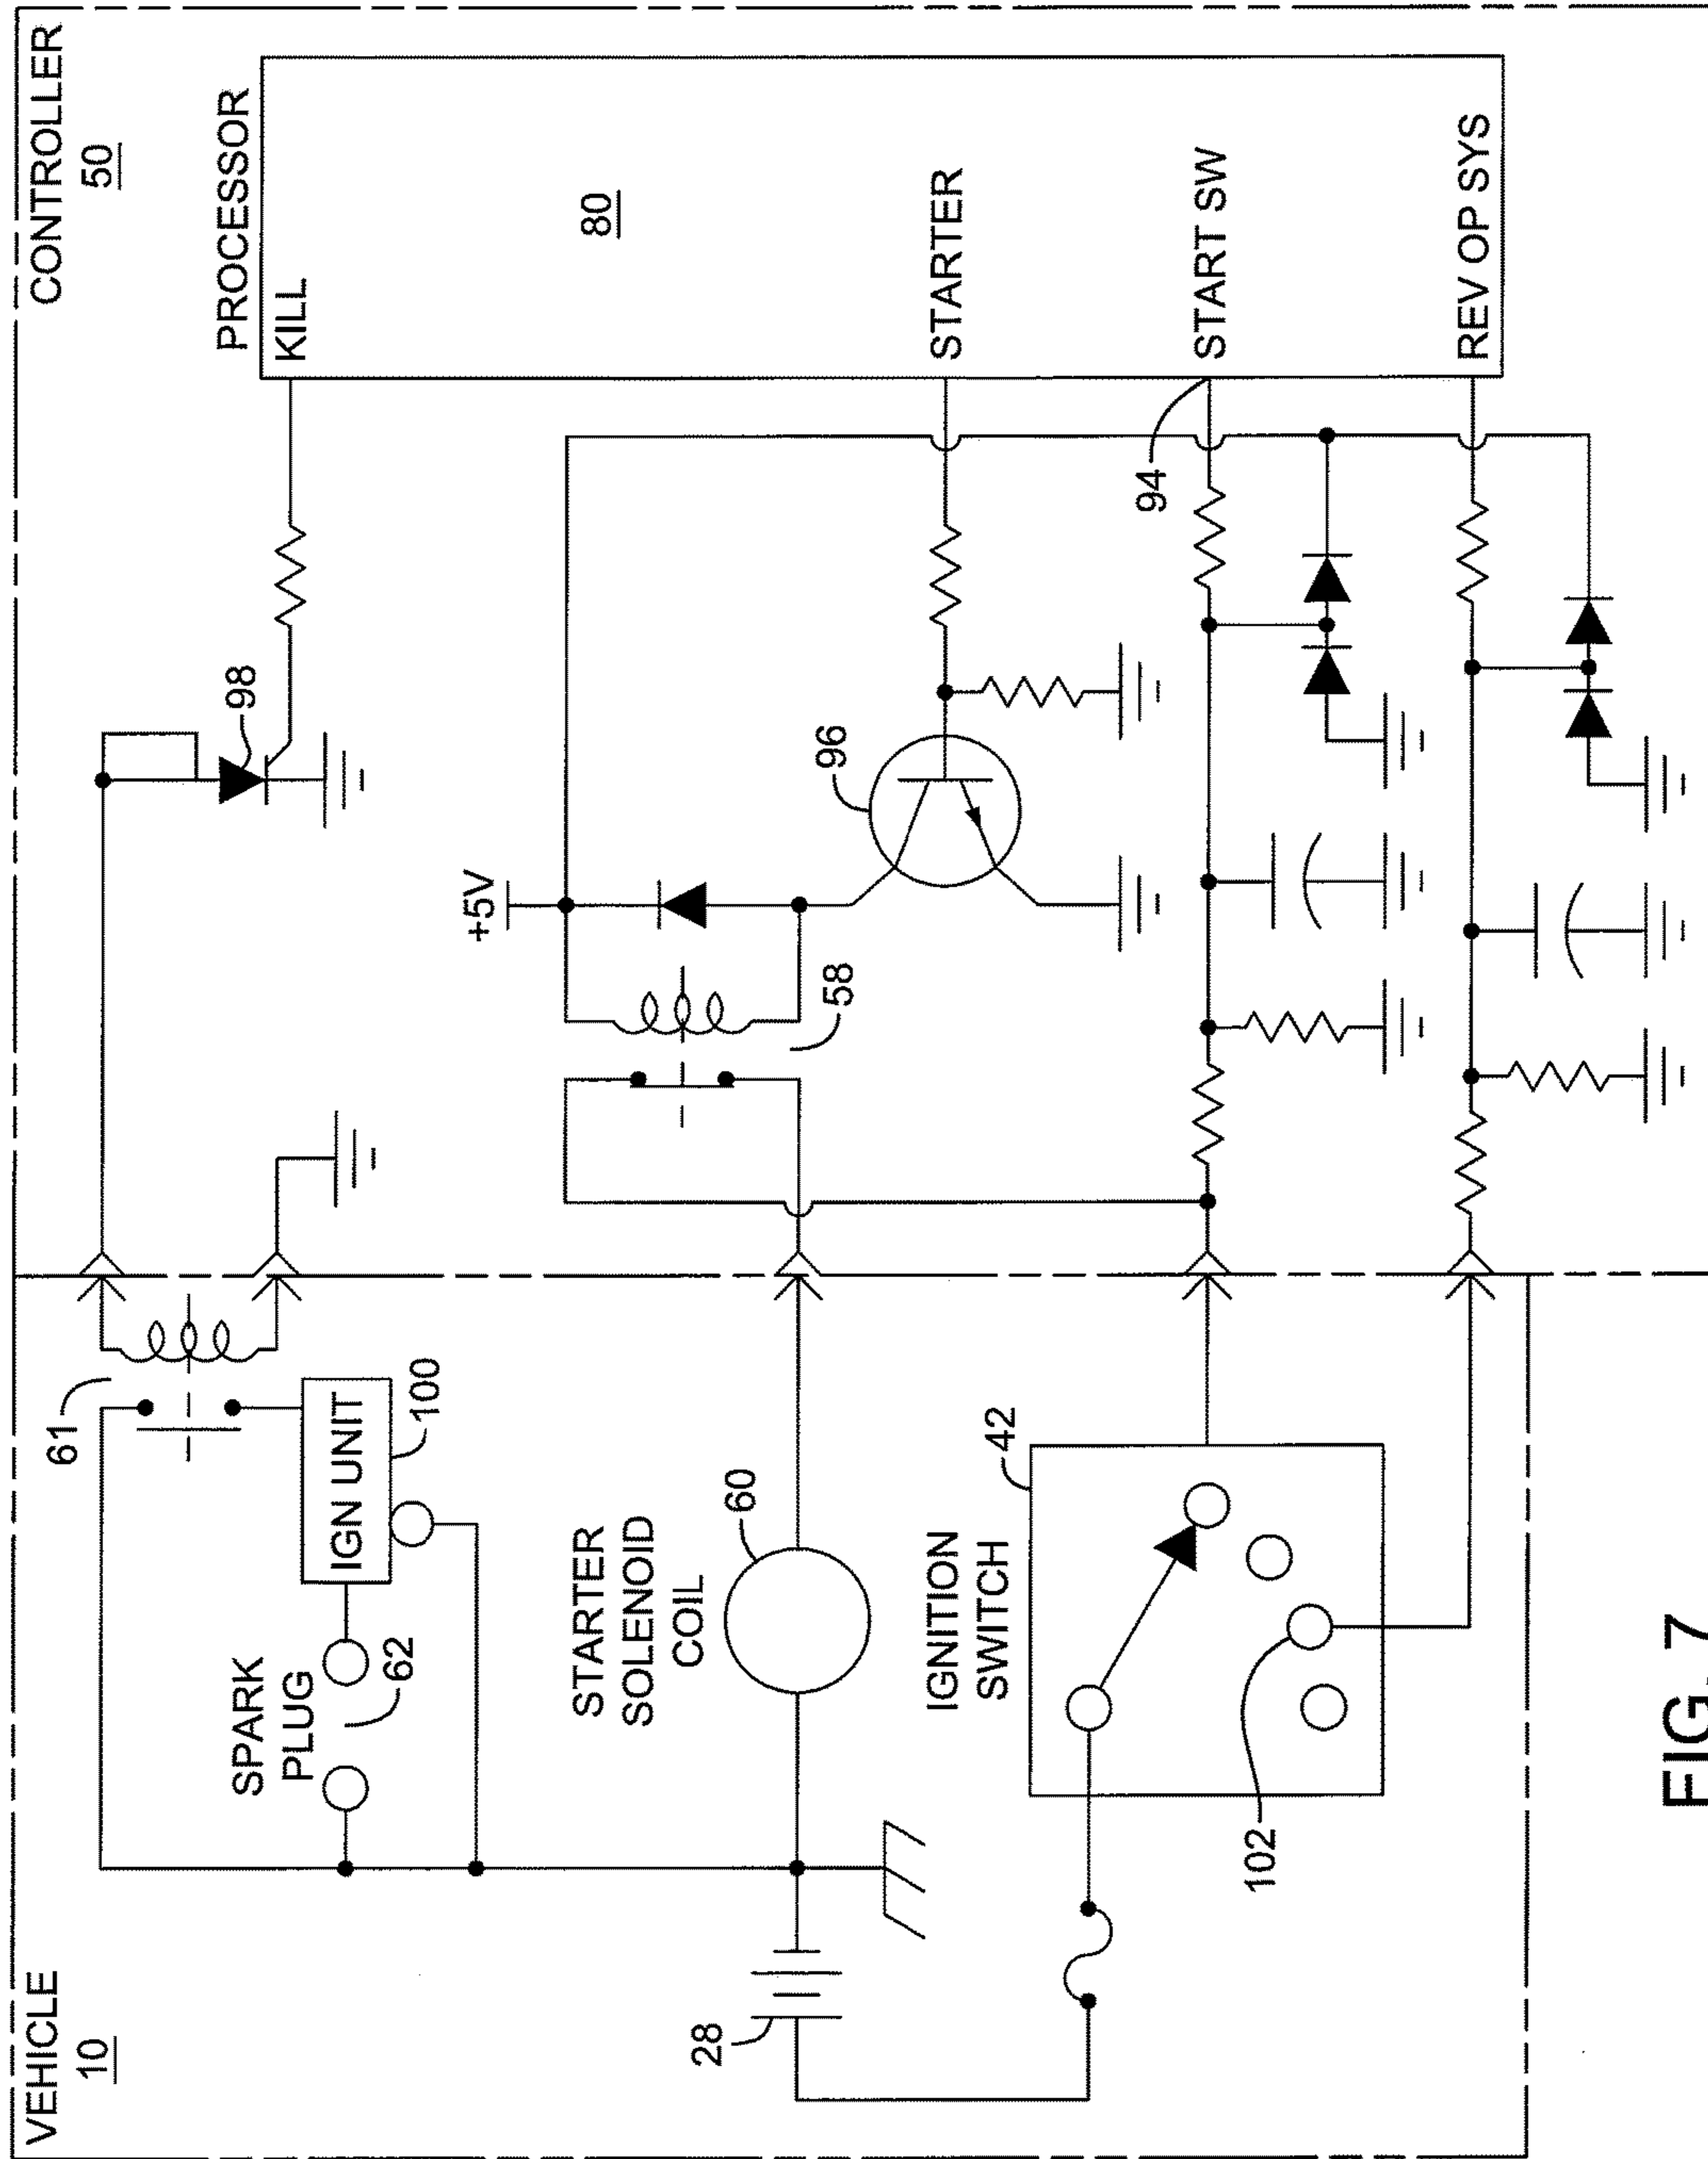 VEHICLE
10
CONTROLLER
50
61
SPARK
PLUG
62
IGN UNIT
100
98
PROCESSOR
KILL
80
STARTER
START SW
REV OP SYS
28
STARTER
SOLENOID
COIL
60
+5V
58
96
94
IGNITION
SWITCH
42
102
FIG. 7